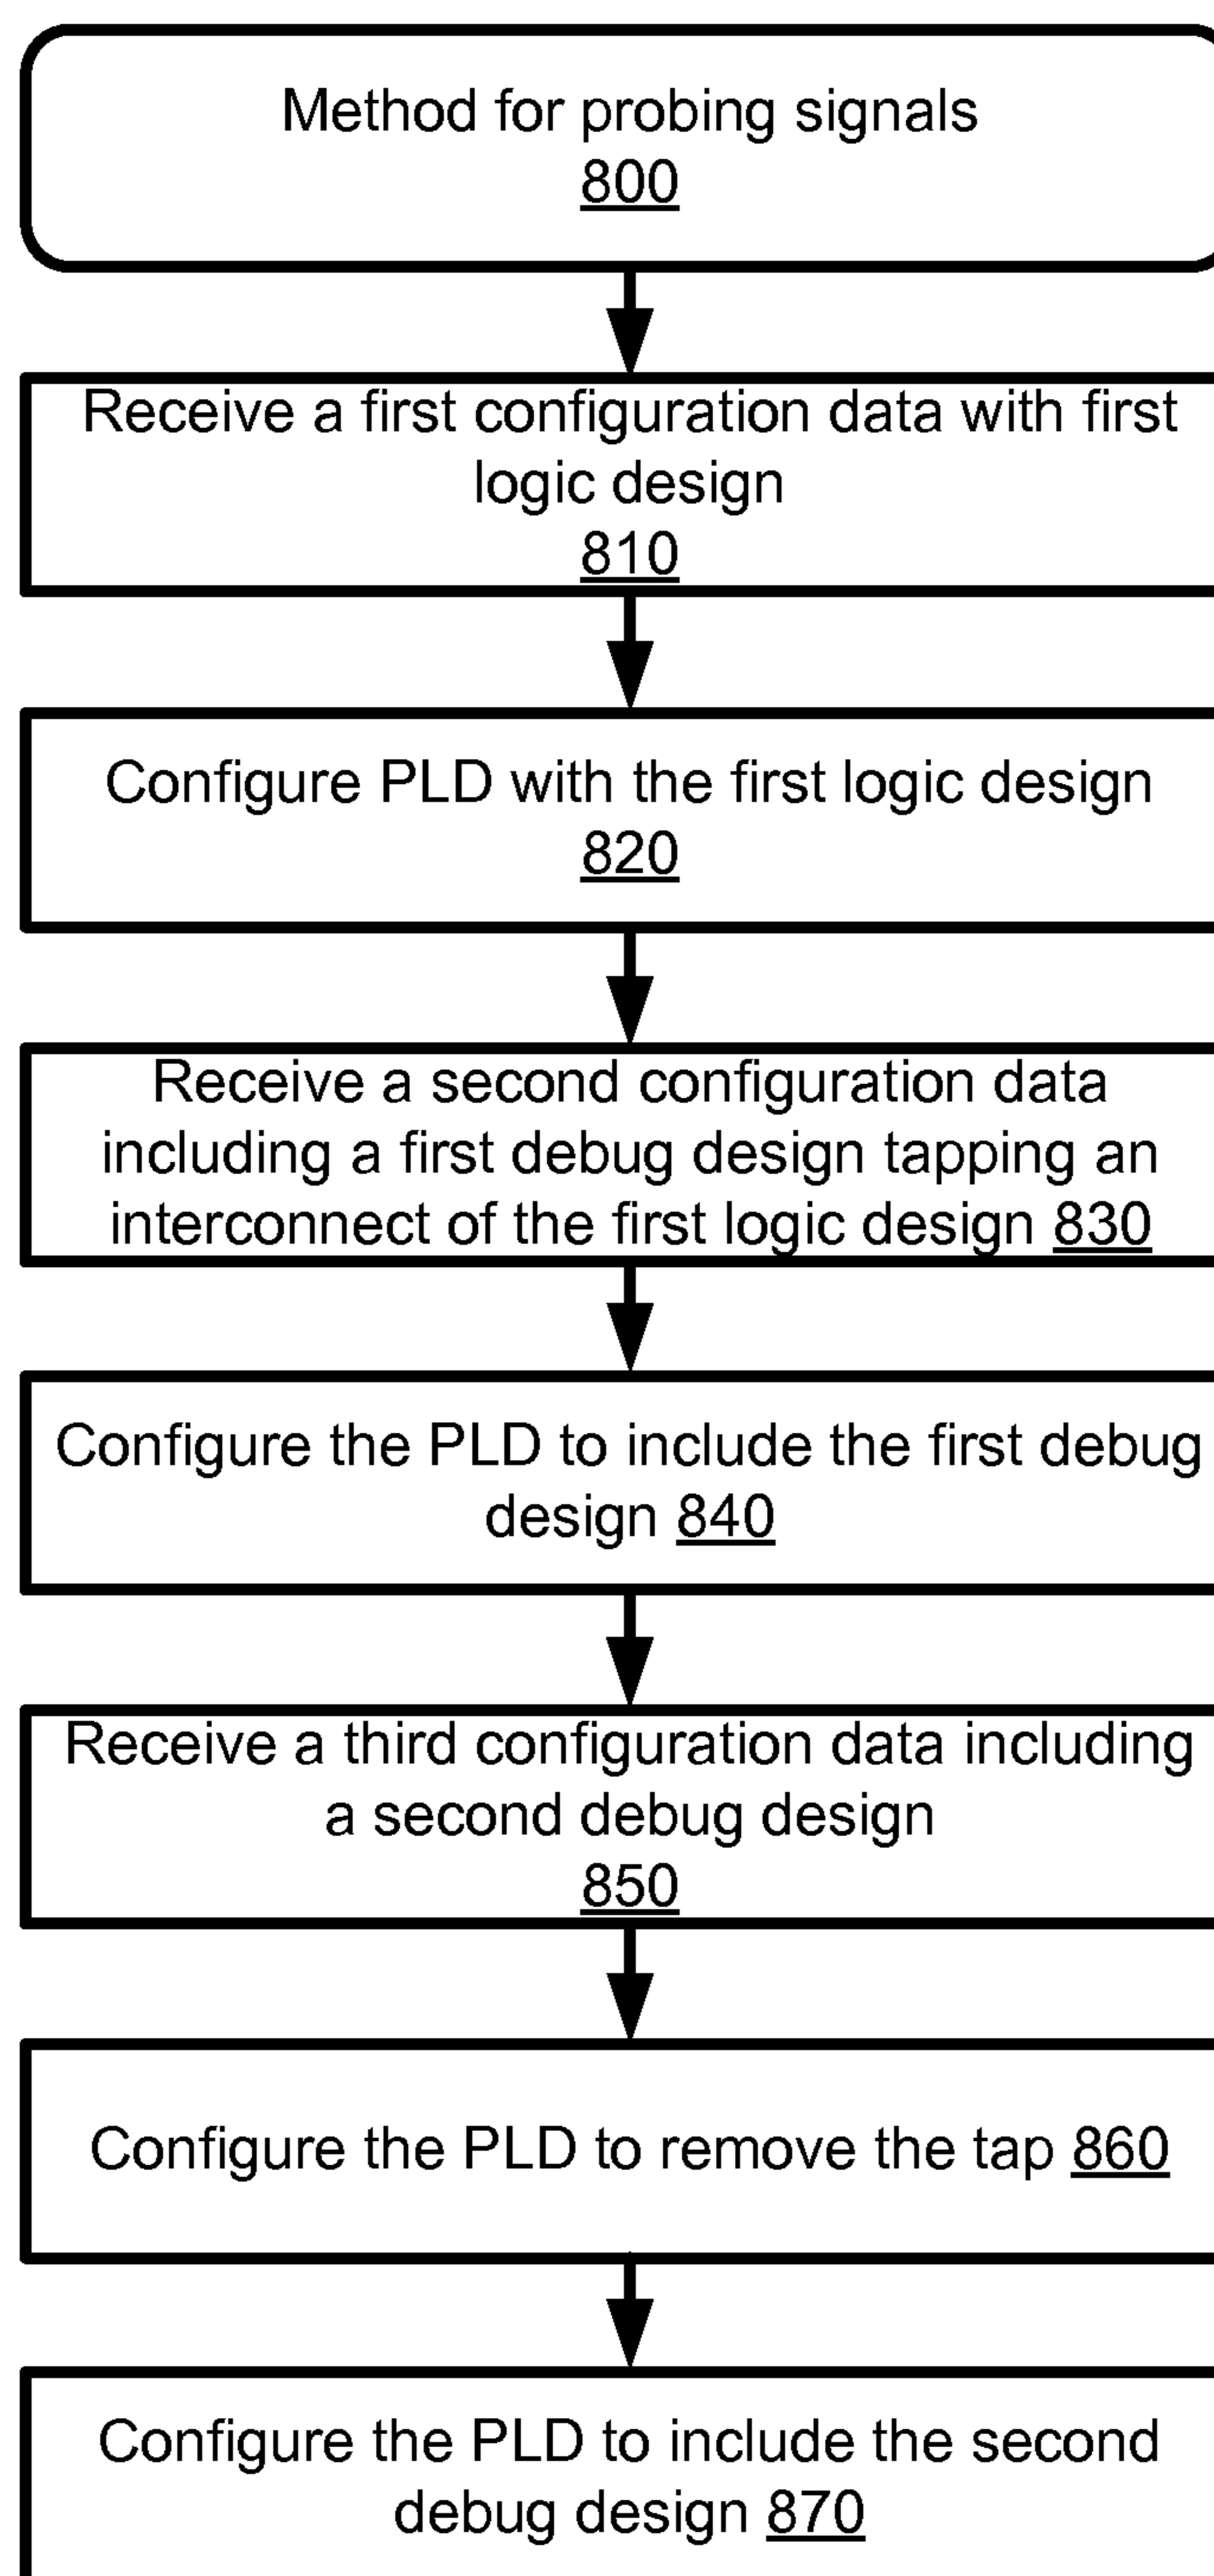 Method for probing signals
800
Receive a first configuration data with first
logic design
810
Configure PLD with the first logic design
820
Receive a second configuration data
including a first debug design tapping an
interconnect of the first logic design 830
Configure the PLD to include the first debug
design 840
Receive a third configuration data including
a second debug design
850
Configure the PLD to remove the tap 860
Configure the PLD to include the second
debug design 870